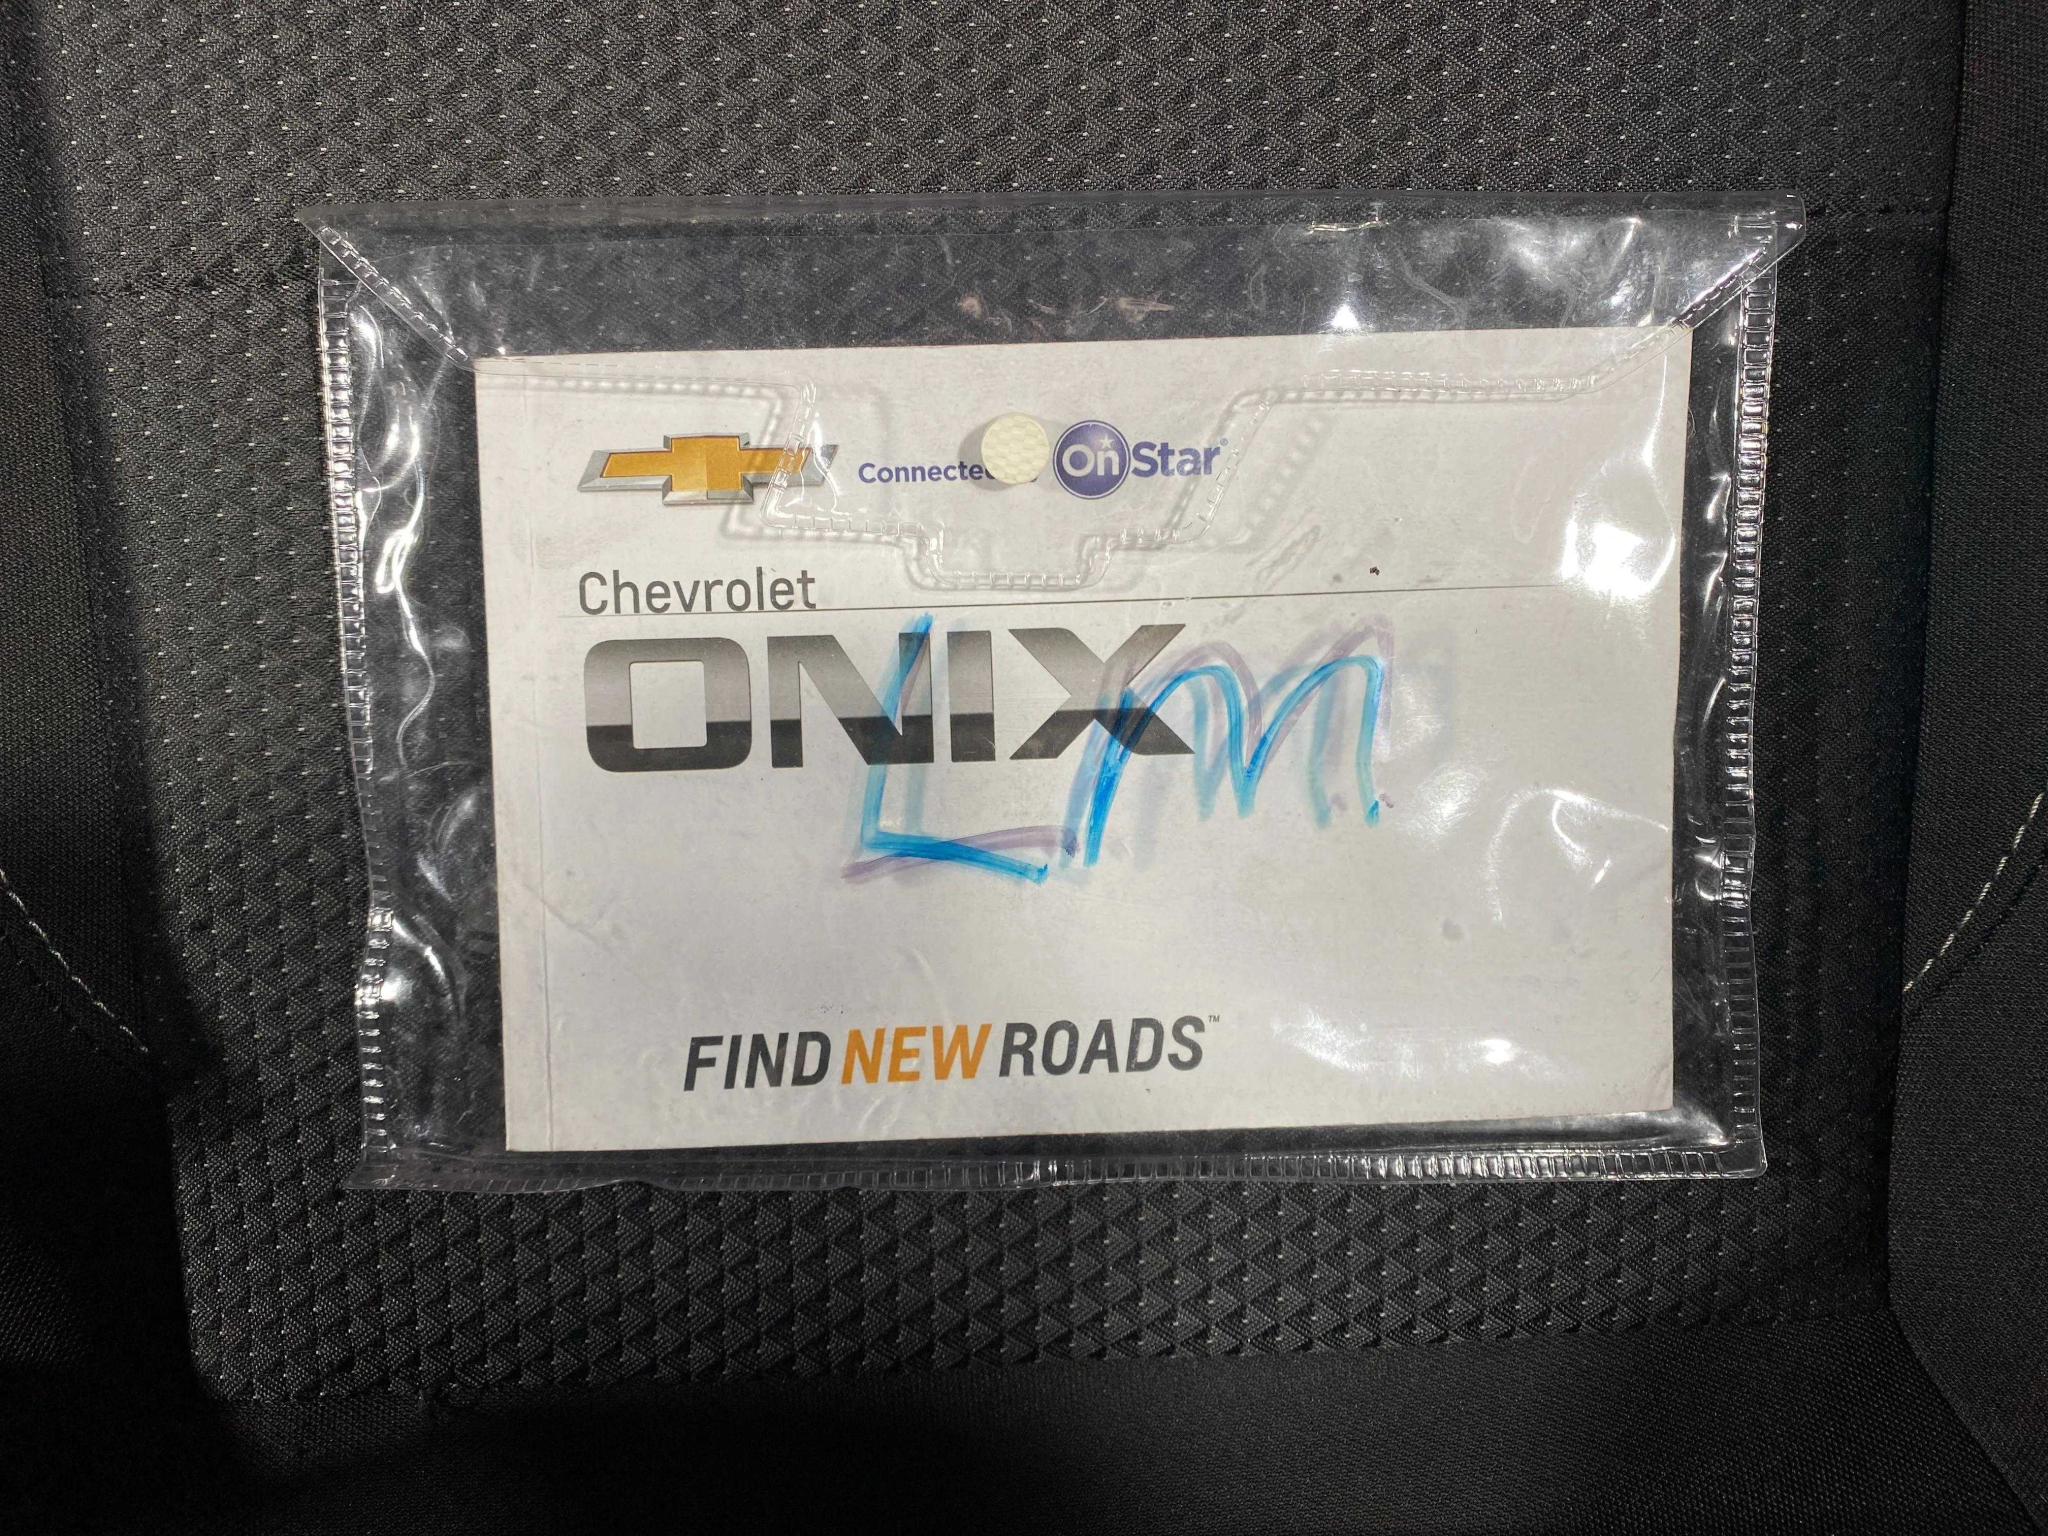 Connected OnStar®
Chevrolet
ONIX
LM
FIND NEW ROADS™